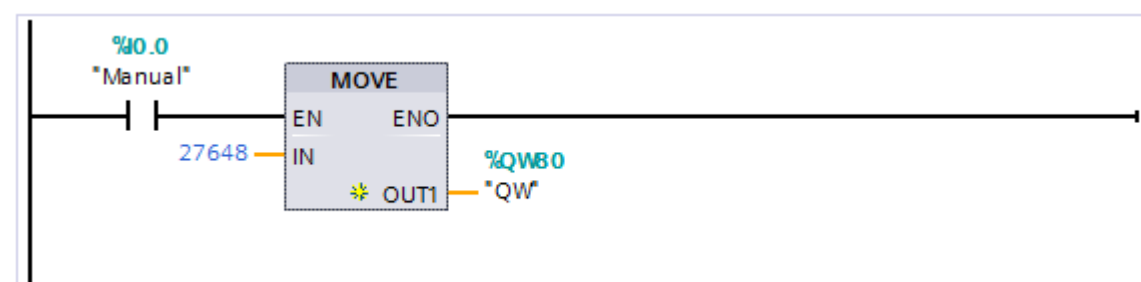 %I0.0
"Manual"
MOVE
EN ENO
27648 IN
%QW80
OUT1 "QW"